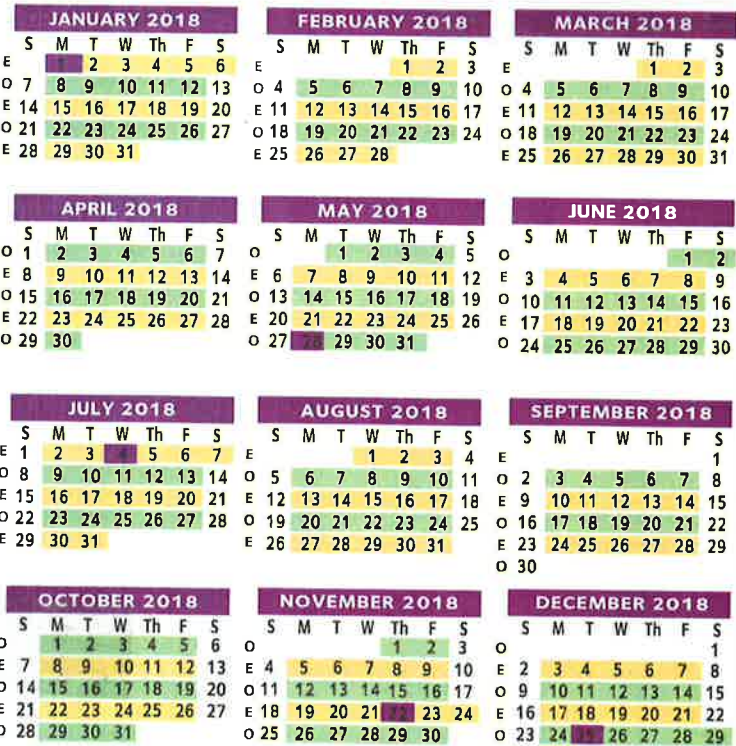 JANUARY 2018
S M T W Th F S
E 1 2 3 4 5 6
O 7 8 9 10 11 12 13
E 14 15 16 17 18 19 20
O 21 22 23 24 25 26 27
E 28 29 30 31
FEBRUARY 2018
S M T W Th F S
E 1 2 3
O 4 5 6 7 8 9 10
E 11 12 13 14 15 16 17
O 18 19 20 21 22 23 24
E 25 26 27 28
MARCH 2018
S M T W Th F S
E 1 2 3
O 4 5 6 7 8 9 10
E 11 12 13 14 15 16 17
O 18 19 20 21 22 23 24
E 25 26 27 28 29 30 31
APRIL 2018
S M T W Th F S
O 1 2 3 4 5 6 7
E 8 9 10 11 12 13 14
O 15 16 17 18 19 20 21
E 22 23 24 25 26 27 28
O 29 30
MAY 2018
S M T W Th F S
O 1 2 3 4 5
E 6 7 8 9 10 11 12
O 13 14 15 16 17 18 19
E 20 21 22 23 24 25 26
O 27 28 29 30 31
JUNE 2018
S M T W Th F S
O 1 2
E 3 4 5 6 7 8 9
O 10 11 12 13 14 15 16
E 17 18 19 20 21 22 23
O 24 25 26 27 28 29 30
JULY 2018
S M T W Th F S
E 1 2 3 4 5 6 7
O 8 9 10 11 12 13 14
E 15 16 17 18 19 20 21
O 22 23 24 25 26 27 28
E 29 30 31
AUGUST 2018
S M T W Th F S
E 1 2 3 4
O 5 6 7 8 9 10 11
E 12 13 14 15 16 17 18
O 19 20 21 22 23 24 25
E 26 27 28 29 30 31
SEPTEMBER 2018
S M T W Th F S
E 1
O 2 3 4 5 6 7 8
E 9 10 11 12 13 14 15
O 16 17 18 19 20 21 22
E 23 24 25 26 27 28 29
O 30
OCTOBER 2018
S M T W Th F S
O 1 2 3 4 5 6
E 7 8 9 10 11 12 13
O 14 15 16 17 18 19 20
E 21 22 23 24 25 26 27
O 28 29 30 31
NOVEMBER 2018
S M T W Th F S
O 1 2 3
E 4 5 6 7 8 9 10
O 11 12 13 14 15 16 17
E 18 19 20 21 22 23 24
O 25 26 27 28 29 30
DECEMBER 2018
S M T W Th F S
O 1
E 2 3 4 5 6 7 8
O 9 10 11 12 13 14 15
E 16 17 18 19 20 21 22
O 23 24 25 26 27 28 29